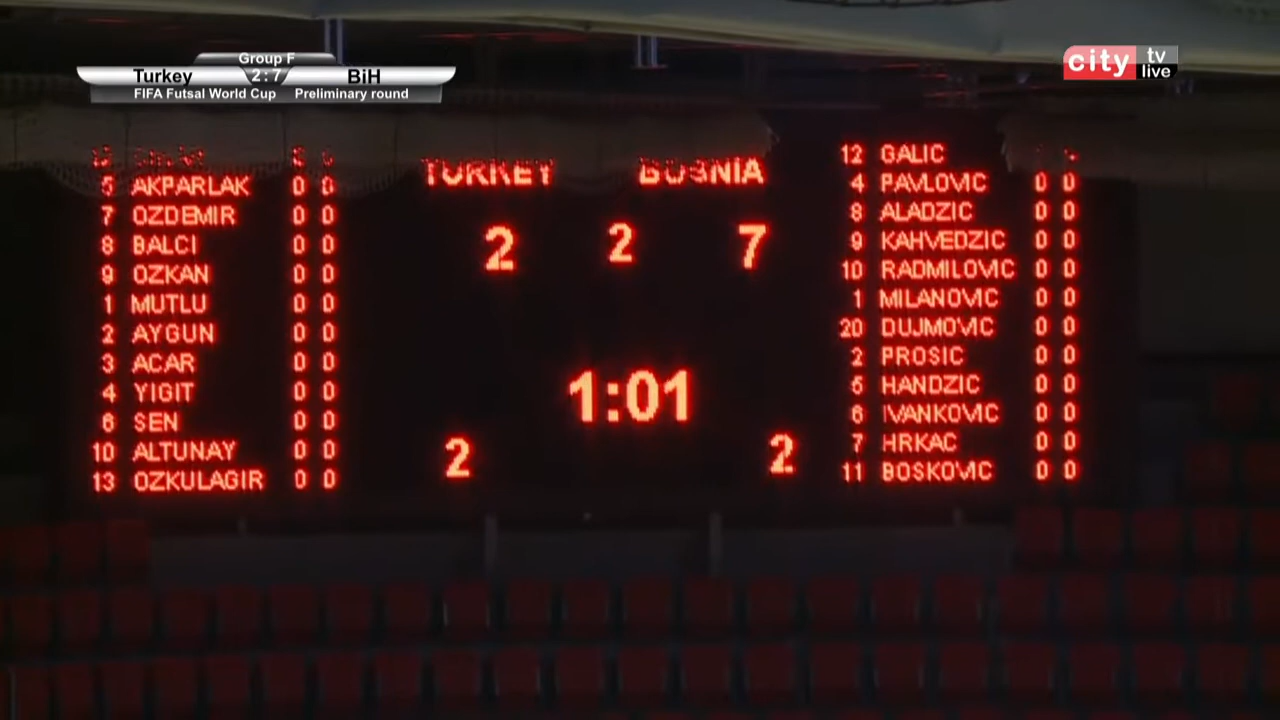 Group F
Turkey 2:7 BiH
FIFA Futsal World Cup Preliminary round
city tv live
TURKEY BOSNIA
2 2 7
1:01
2 2
5 AKPARLAK 0 0
7 OZDEMIR 0 0
8 BALCI 0 0
9 OZKAN 0 0
1 MUTLU 0 0
2 AYGUN 0 0
3 ACAR 0 0
4 YIGIT 0 0
6 SEN 0 0
10 ALTUNAY 0 0
13 OZKULAGIR 0 0
12 GALIC
4 PAVLOVIC 0 0
8 ALADZIC 0 0
9 KAHVEDZIC 0 0
10 RADMILOVIC 0 0
1 MILANOVIC 0 0
20 DUJMOVIC 0 0
2 PROSIC 0 0
5 HANDZIC 0 0
6 IVANKOVIC 0 0
7 HRKAC 0 0
11 BOSKOVIC 0 0